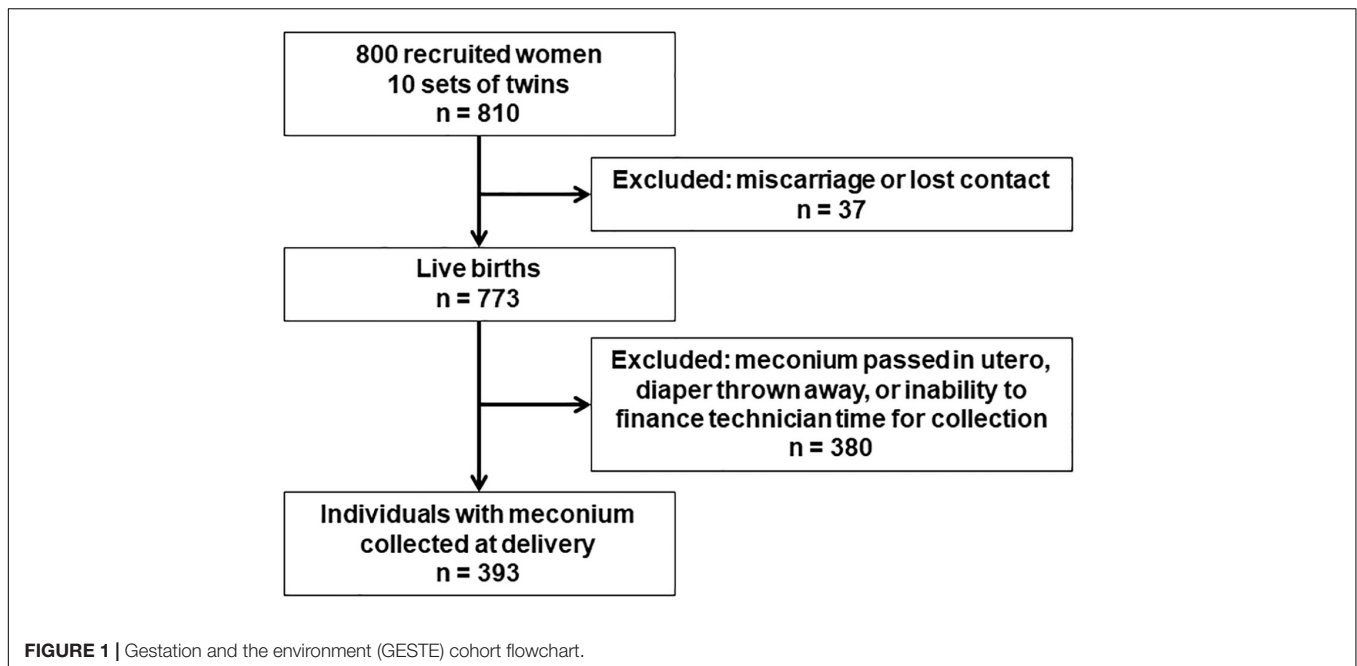 800 recruited women
10 sets of twins
n = 810
Excluded: miscarriage or lost contact
n = 37
Live births
n = 773
Excluded: meconium passed in utero,
diaper thrown away, or inability to
finance technician time for collection
n = 380
Individuals with meconium
collected at delivery
n = 393
FIGURE 1 | Gestation and the environment (GESTE) cohort flowchart.